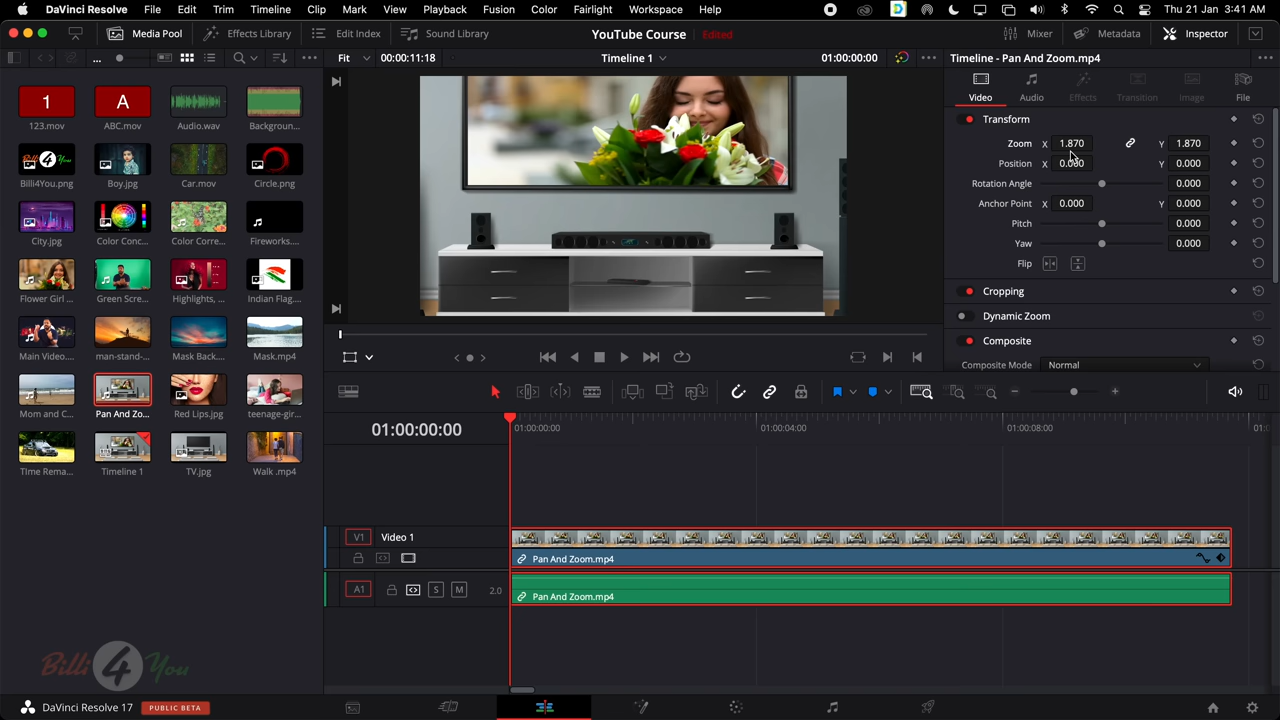 DaVinci Resolve File Edit Trim Timeline Clip Mark View Playback Fusion Color Fairlight Workspace Help Thu 21 Jan 3:41 AM
Media Pool Effects Library Edit Index Sound Library YouTube Course Edited Mixer Metadata Inspector
... Fit 00:00:11:18 Timeline 1 01:00:00:00 Timeline - Pan And Zoom.mp4
Video Audio Effects Transition Image File
1 A
123.mov ABC.mov Audio.wav Backgroun...
Billi4You.png Boy.jpg Car.mov Circle.png
City.jpg Color Conc... Color Corre... Fireworks....
Flower Girl ... Green Scre... Highlights, ... Indian Flag....
Main Video.... man-stand-... Mask Back.... Mask.mp4
Mom and C... Pan And Zo... Red Lips.jpg teenage-gir...
TIme Rema... Timeline 1 TV.jpg Walk .mp4
Transform
Zoom X 1.870 Y 1.870
Position X 0.000 Y 0.000
Rotation Angle 0.000
Anchor Point X 0.000 Y 0.000
Pitch 0.000
Yaw 0.000
Flip
Cropping
Dynamic Zoom
Composite
Composite Mode Normal
01:00:00:00 01:00:00:00 01:00:04:00 01:00:08:00 01:
V1 Video 1
Pan And Zoom.mp4
A1 S M 2.0
Pan And Zoom.mp4
Billi 4 You
DaVinci Resolve 17 PUBLIC BETA